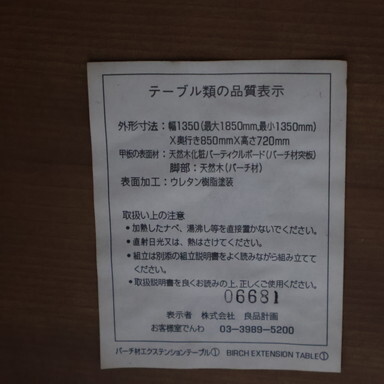 テーブル類の品質表示
外形寸法：幅1350(最大1850mm,最小1350mm)
X奥行き850mmX高さ720mm
甲板の表面材：天然木化粧パーティクルボード(バーチ材突板)
脚部：天然木(バーチ材)
表面加工：ウレタン樹脂塗装
取扱い上の注意
・加熱したナベ、湯沸し等を直接置かないでください。
・直射日光又は、熱はさけてください。
・組立は別添の組立説明書をよく読みながら組み立ててください。
・取扱説明書を良くお読みの上、正しくご使用ください。
06681
表示者 株式会社 良品計画
お客様室でんわ 03-3989-5200
バーチ材エクステンションテーブル① BIRCH EXTENSION TABLE①